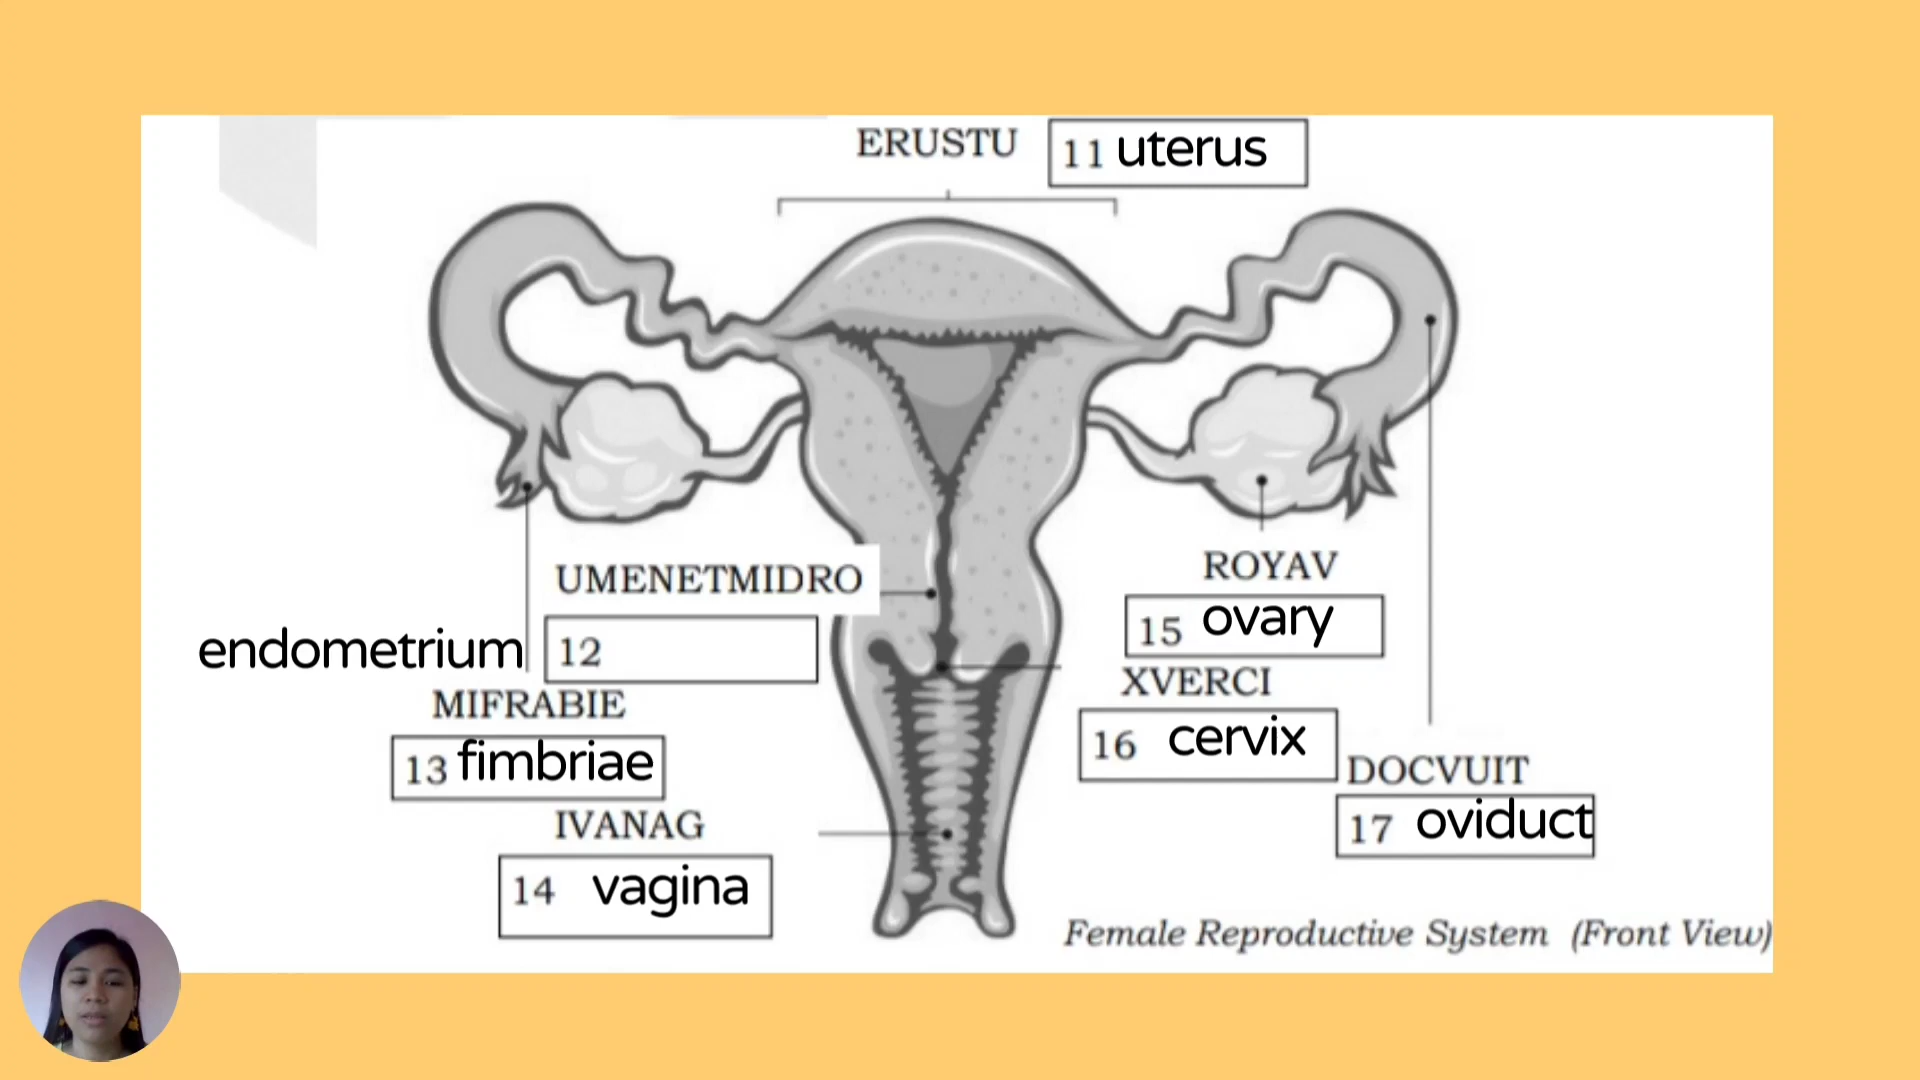 ERUSTU
11 uterus
UMENETMIDRO
endometrium 12
MIFRABIE
13 fimbriae
IVANAG
14 vagina
ROYAV
15 ovary
XVERCI
16 cervix
DOCVUIT
17 oviduct
Female Reproductive System (Front View)